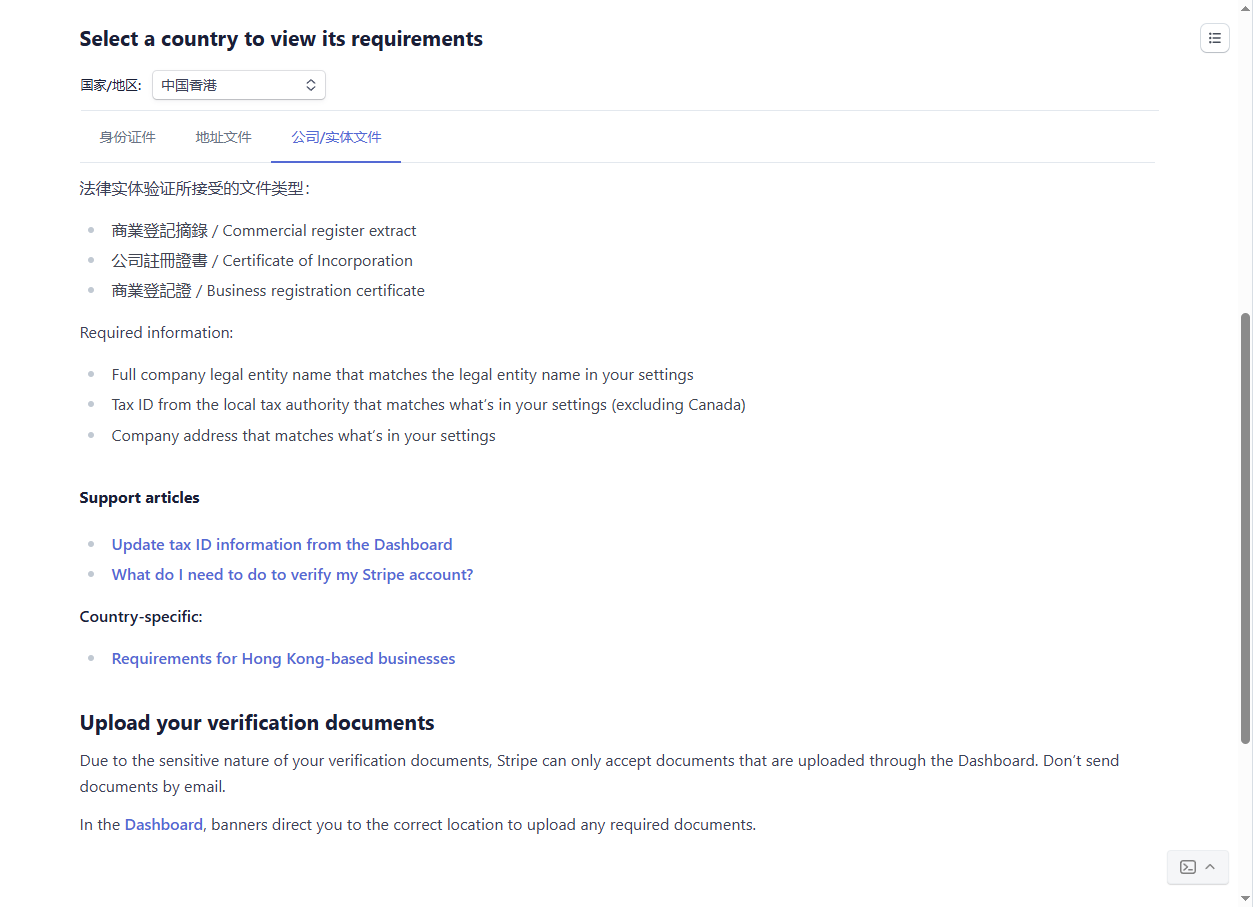 Select a country to view its requirements
国家/地区: 中国香港
身份证件 地址文件 公司/实体文件
法律实体验证所接受的文件类型：
商業登記摘錄 / Commercial register extract
公司註冊證書 / Certificate of Incorporation
商業登記證 / Business registration certificate
Required information:
Full company legal entity name that matches the legal entity name in your settings
Tax ID from the local tax authority that matches what’s in your settings (excluding Canada)
Company address that matches what’s in your settings
Support articles
Update tax ID information from the Dashboard
What do I need to do to verify my Stripe account?
Country-specific:
Requirements for Hong Kong-based businesses
Upload your verification documents
Due to the sensitive nature of your verification documents, Stripe can only accept documents that are uploaded through the Dashboard. Don’t send
documents by email.
In the Dashboard, banners direct you to the correct location to upload any required documents.